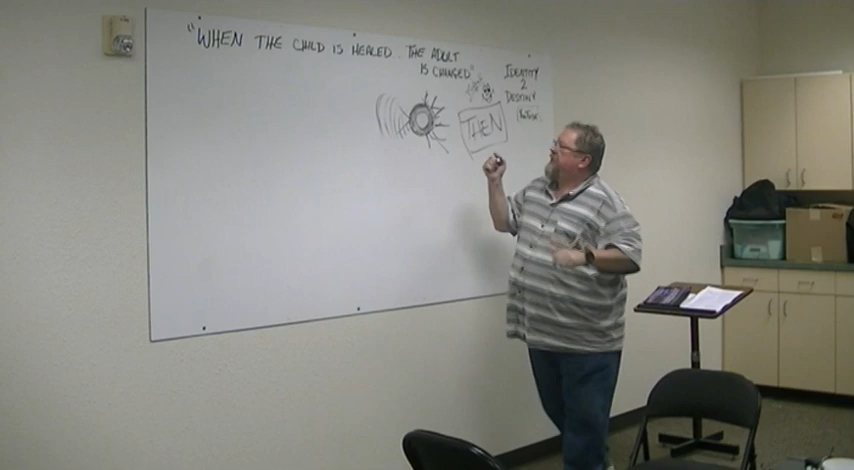 "WHEN THE CHILD IS HEALED.. THE ADULT
IS CHANGED"
IDENTITY
2
DESTINY
THEN